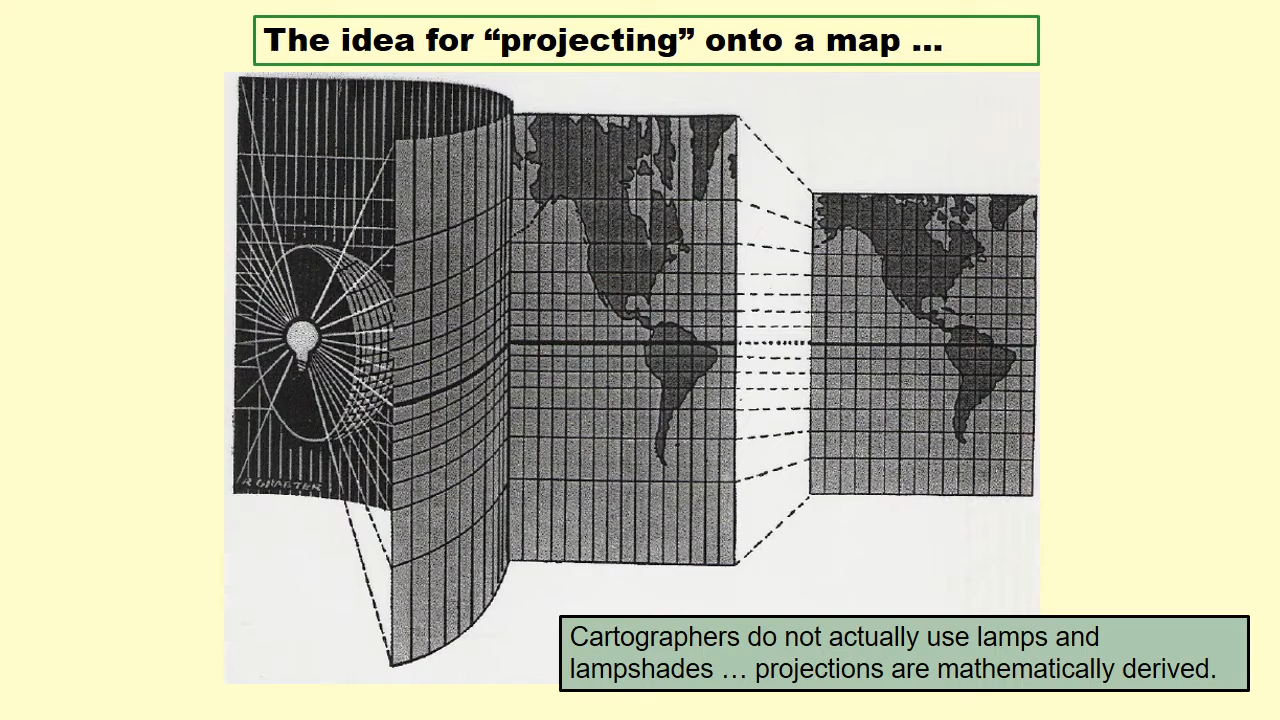 The idea for “projecting” onto a map …
Cartographers do not actually use lamps and
lampshades … projections are mathematically derived.